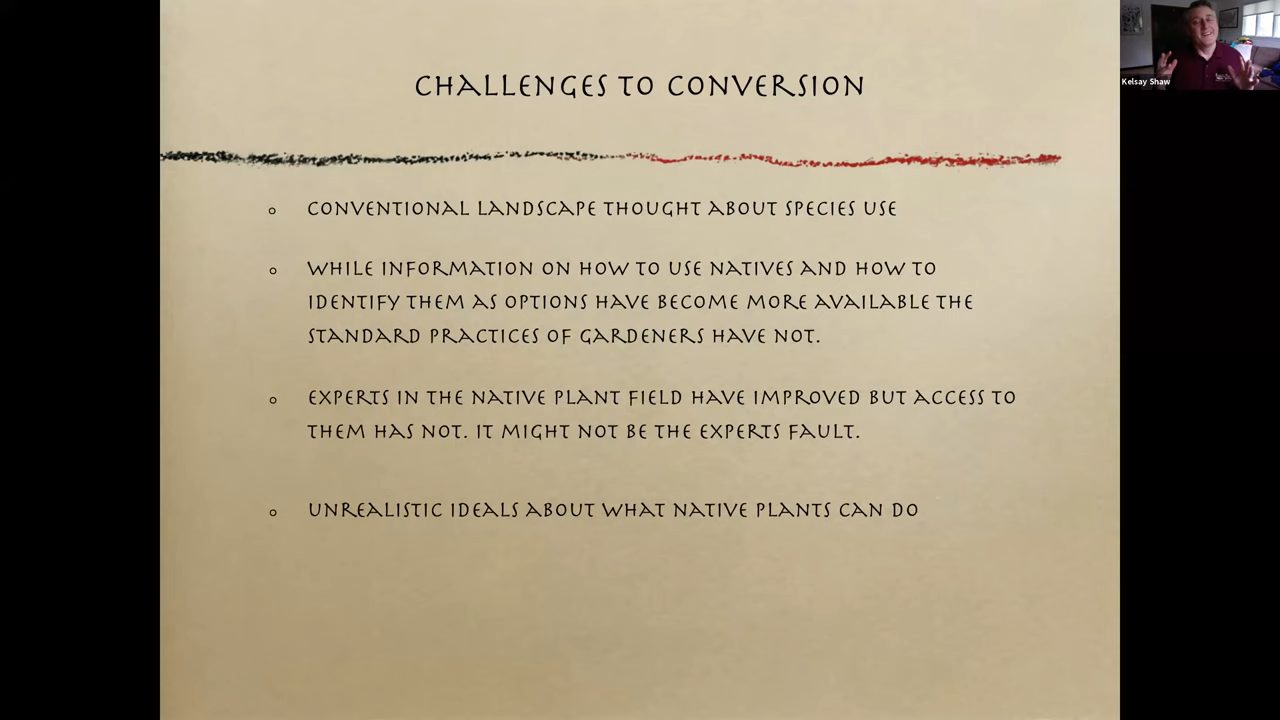 CHALLENGES TO CONVERSION
CONVENTIONAL LANDSCAPE THOUGHT ABOUT SPECIES USE
WHILE INFORMATION ON HOW TO USE NATIVES AND HOW TO
IDENTIFY THEM AS OPTIONS HAVE BECOME MORE AVAILABLE THE
STANDARD PRACTICES OF GARDENERS HAVE NOT.
EXPERTS IN THE NATIVE PLANT FIELD HAVE IMPROVED BUT ACCESS TO
THEM HAS NOT. IT MIGHT NOT BE THE EXPERTS FAULT.
UNREALISTIC IDEALS ABOUT WHAT NATIVE PLANTS CAN DO
Kelsay Shaw